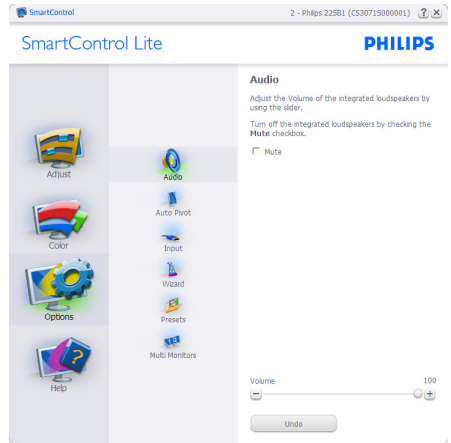 SmartControl
2 - Philips 225B1 (CS30715000001)
SmartControl Lite
PHILIPS
Adjust
Color
Options
Help
Audio
Auto Pivot
Input
Wizard
Presets
Multi Monitors
Audio
Adjust the Volume of the integrated loudspeakers by
using the slider.
Turn off the integrated loudspeakers by checking the
Mute checkbox.
Mute
Volume 100
Undo